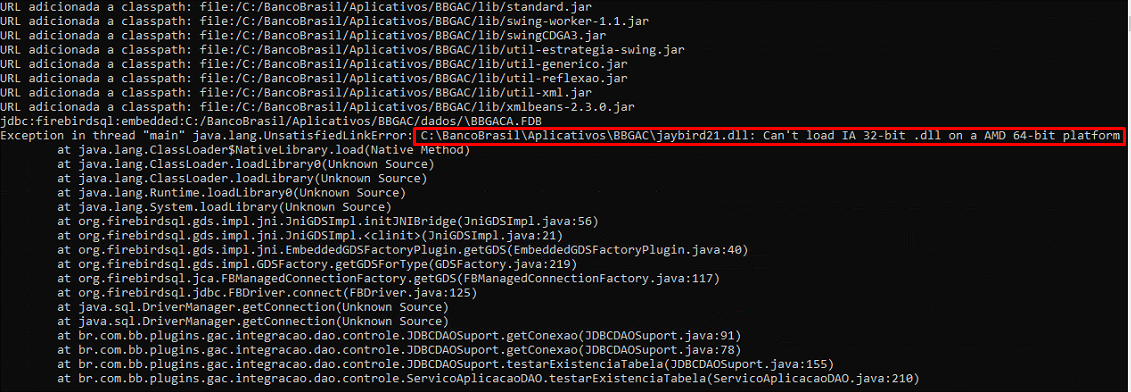 URL adicionada a classpath: file:/C:/BancoBrasil/Aplicativos/BBGAC/lib/standard.jar
URL adicionada a classpath: file:/C:/BancoBrasil/Aplicativos/BBGAC/lib/swing-worker-1.1.jar
URL adicionada a classpath: file:/C:/BancoBrasil/Aplicativos/BBGAC/lib/swingCDGA3.jar
URL adicionada a classpath: file:/C:/BancoBrasil/Aplicativos/BBGAC/lib/util-estrategia-swing.jar
URL adicionada a classpath: file:/C:/BancoBrasil/Aplicativos/BBGAC/lib/util-generico.jar
URL adicionada a classpath: file:/C:/BancoBrasil/Aplicativos/BBGAC/lib/util-reflexao.jar
URL adicionada a classpath: file:/C:/BancoBrasil/Aplicativos/BBGAC/lib/util-xml.jar
URL adicionada a classpath: file:/C:/BancoBrasil/Aplicativos/BBGAC/lib/xmlbeans-2.3.0.jar
jdbc:firebirdsql:embedded:C:/BancoBrasil/Aplicativos/BBGAC/dados/\BBGACA.FDB
Exception in thread "main" java.lang.UnsatisfiedLinkError: C:\BancoBrasil\Aplicativos\BBGAC\jaybird21.dll: Can't load IA 32-bit .dll on a AMD 64-bit platform
at java.lang.ClassLoader$NativeLibrary.load(Native Method)
at java.lang.ClassLoader.loadLibrary0(Unknown Source)
at java.lang.ClassLoader.loadLibrary(Unknown Source)
at java.lang.Runtime.loadLibrary0(Unknown Source)
at java.lang.System.loadLibrary(Unknown Source)
at org.firebirdsql.gds.impl.jni.JniGDSImpl.initJNIBridge(JniGDSImpl.java:56)
at org.firebirdsql.gds.impl.jni.JniGDSImpl.<clinit>(JniGDSImpl.java:21)
at org.firebirdsql.gds.impl.jni.EmbeddedGDSFactoryPlugin.getGDS(EmbeddedGDSFactoryPlugin.java:40)
at org.firebirdsql.gds.impl.GDSFactory.getGDSForType(GDSFactory.java:219)
at org.firebirdsql.jca.FBManagedConnectionFactory.getGDS(FBManagedConnectionFactory.java:117)
at org.firebirdsql.jdbc.FBDriver.connect(FBDriver.java:125)
at java.sql.DriverManager.getConnection(Unknown Source)
at java.sql.DriverManager.getConnection(Unknown Source)
at br.com.bb.plugins.gac.integracao.dao.controle.JDBCDAOSuport.getConexao(JDBCDAOSuport.java:91)
at br.com.bb.plugins.gac.integracao.dao.controle.JDBCDAOSuport.getConexao(JDBCDAOSuport.java:78)
at br.com.bb.plugins.gac.integracao.dao.controle.JDBCDAOSuport.testarExistenciaTabela(JDBCDAOSuport.java:155)
at br.com.bb.plugins.gac.integracao.dao.controle.ServicoAplicacaoDAO.testarExistenciaTabela(ServicoAplicacaoDAO.java:210)